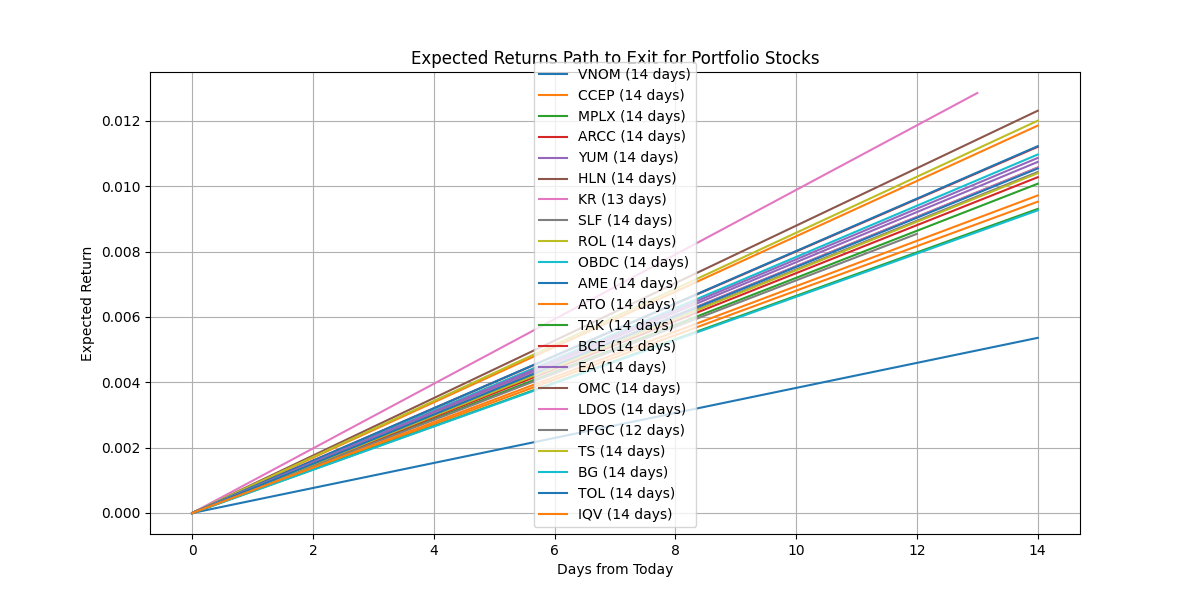 Expected Returns Path to Exit for Portfolio Stocks
VNOM (14 days)
CCEP (14 days)
MPLX (14 days)
ARCC (14 days)
YUM (14 days)
HLN (14 days)
KR (13 days)
SLF (14 days)
ROL (14 days)
OBDC (14 days)
AME (14 days)
ATO (14 days)
TAK (14 days)
BCE (14 days)
EA (14 days)
OMC (14 days)
LDOS (14 days)
PFGC (12 days)
TS (14 days)
BG (14 days)
TOL (14 days)
IQV (14 days)
Expected Return
0.012
0.010
0.008
0.006
0.004
0.002
0.000
0 2 4 6 8 10 12 14
Days from Today